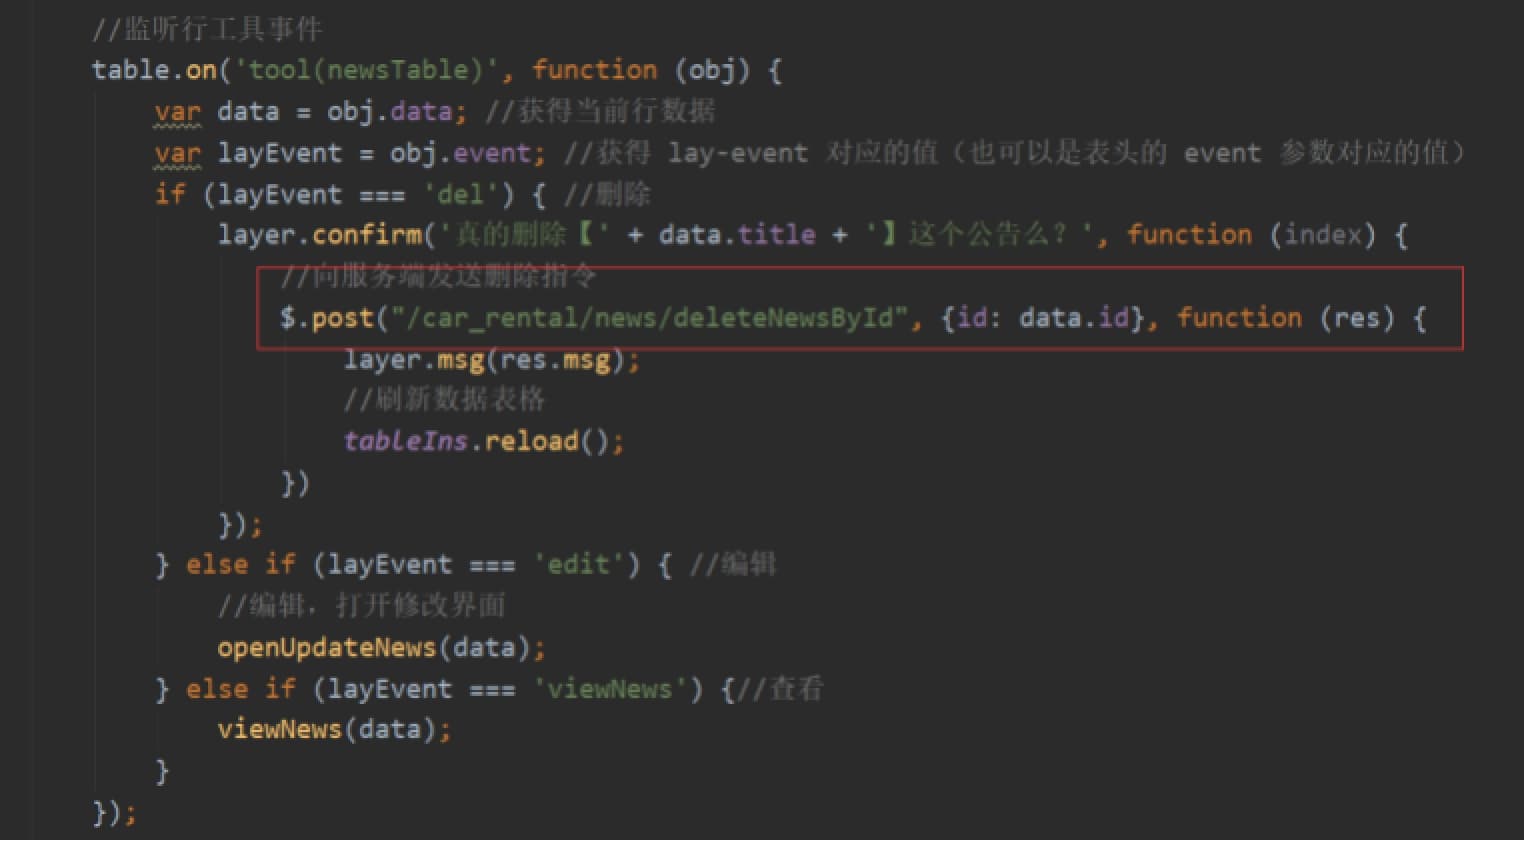 //监听行工具事件
table.on('tool(newsTable)', function (obj) {
var data = obj.data; //获得当前行数据
var layEvent = obj.event; //获得 lay-event 对应的值（也可以是表头的 event 参数对应的值）
if (layEvent === 'del') { //删除
layer.confirm('真的删除【' + data.title + '】这个公告么？', function (index) {
//向服务端发送删除指令
$.post("/car_rental/news/deleteNewsById", {id: data.id}, function (res) {
layer.msg(res.msg);
//刷新数据表格
tableIns.reload();
})
});
} else if (layEvent === 'edit') { //编辑
//编辑，打开修改界面
openUpdateNews(data);
} else if (layEvent === 'viewNews') {//查看
viewNews(data);
}
});